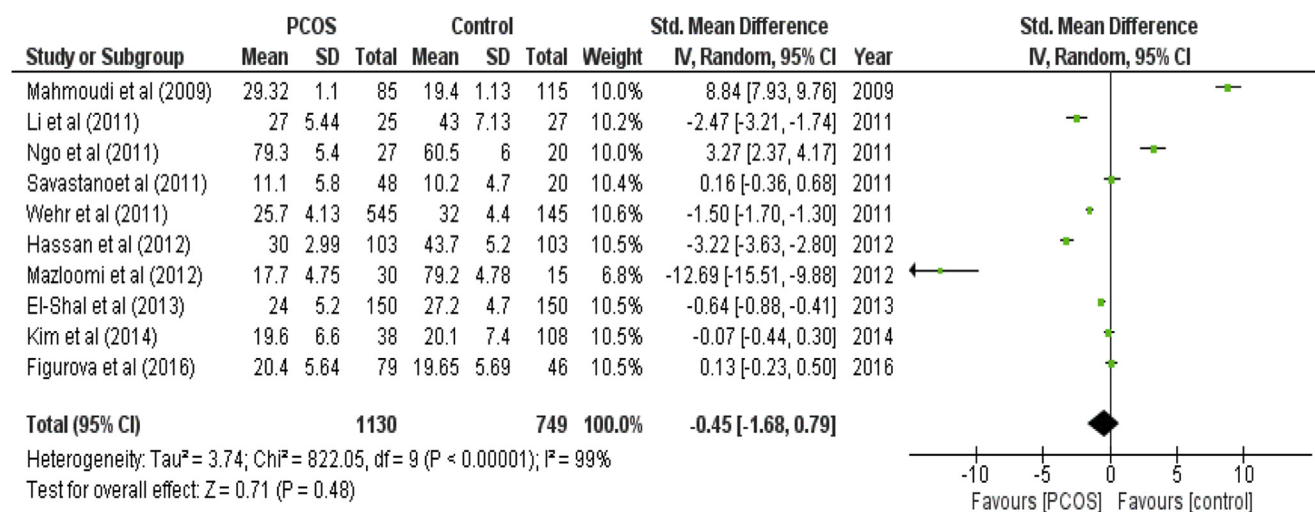 PCOS Control Std. Mean Difference Std. Mean Difference
Study or Subgroup Mean SD Total Mean SD Total Weight IV, Random, 95% CI Year IV, Random, 95% CI
Mahmoudi et al (2009) 29.32 1.1 85 19.4 1.13 115 10.0% 8.84 [7.93, 9.76] 2009
Li et al (2011) 27 5.44 25 43 7.13 27 10.2% -2.47 [-3.21, -1.74] 2011
Ngo et al (2011) 79.3 5.4 27 60.5 6 20 10.0% 3.27 [2.37, 4.17] 2011
Savastanoet al (2011) 11.1 5.8 48 10.2 4.7 20 10.4% 0.16 [-0.36, 0.68] 2011
Wehr et al (2011) 25.7 4.13 545 32 4.4 145 10.6% -1.50 [-1.70, -1.30] 2011
Hassan et al (2012) 30 2.99 103 43.7 5.2 103 10.5% -3.22 [-3.63, -2.80] 2012
Mazloomi et al (2012) 17.7 4.75 30 79.2 4.78 15 6.8% -12.69 [-15.51, -9.88] 2012
El-Shal et al (2013) 24 5.2 150 27.2 4.7 150 10.5% -0.64 [-0.88, -0.41] 2013
Kim et al (2014) 19.6 6.6 38 20.1 7.4 108 10.5% -0.07 [-0.44, 0.30] 2014
Figurova et al (2016) 20.4 5.64 79 19.65 5.69 46 10.5% 0.13 [-0.23, 0.50] 2016
Total (95% CI) 1130 749 100.0% -0.45 [-1.68, 0.79]
Heterogeneity: Tau² = 3.74; Chi² = 822.05, df = 9 (P < 0.00001); I² = 99%
Test for overall effect: Z = 0.71 (P = 0.48)
-10 -5 0 5 10
Favours [PCOS] Favours [control]